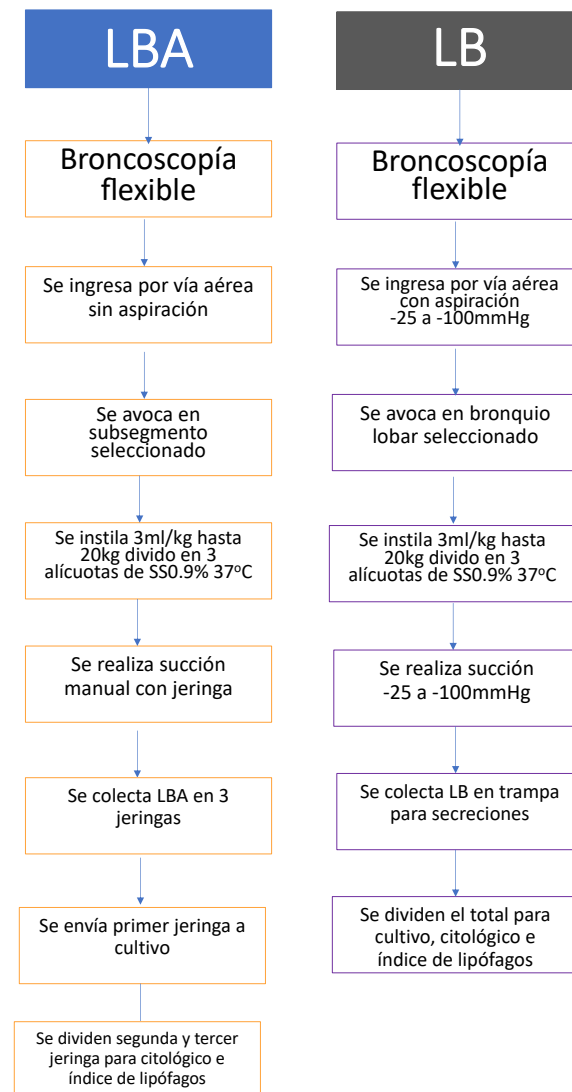 LBA
Broncoscopía
flexible
Se ingresa por vía aérea
sin aspiración
Se avoca en
subsegmento
seleccionado
Se instila 3ml/kg hasta
20kg divido en 3
alícuotas de SS0.9% 37ºC
Se realiza succión
manual con jeringa
Se colecta LBA en 3
jeringas
Se envía primer jeringa a
cultivo
Se dividen segunda y tercer
jeringa para citológico e
índice de lipófagos
LB
Broncoscopía
flexible
Se ingresa por vía aérea
con aspiración
-25 a -100mmHg
Se avoca en bronquio
lobar seleccionado
Se instila 3ml/kg hasta
20kg divido en 3
alícuotas de SS0.9% 37ºC
Se realiza succión
-25 a -100mmHg
Se colecta LB en trampa
para secreciones
Se dividen el total para
cultivo, citológico e
índice de lipófagos